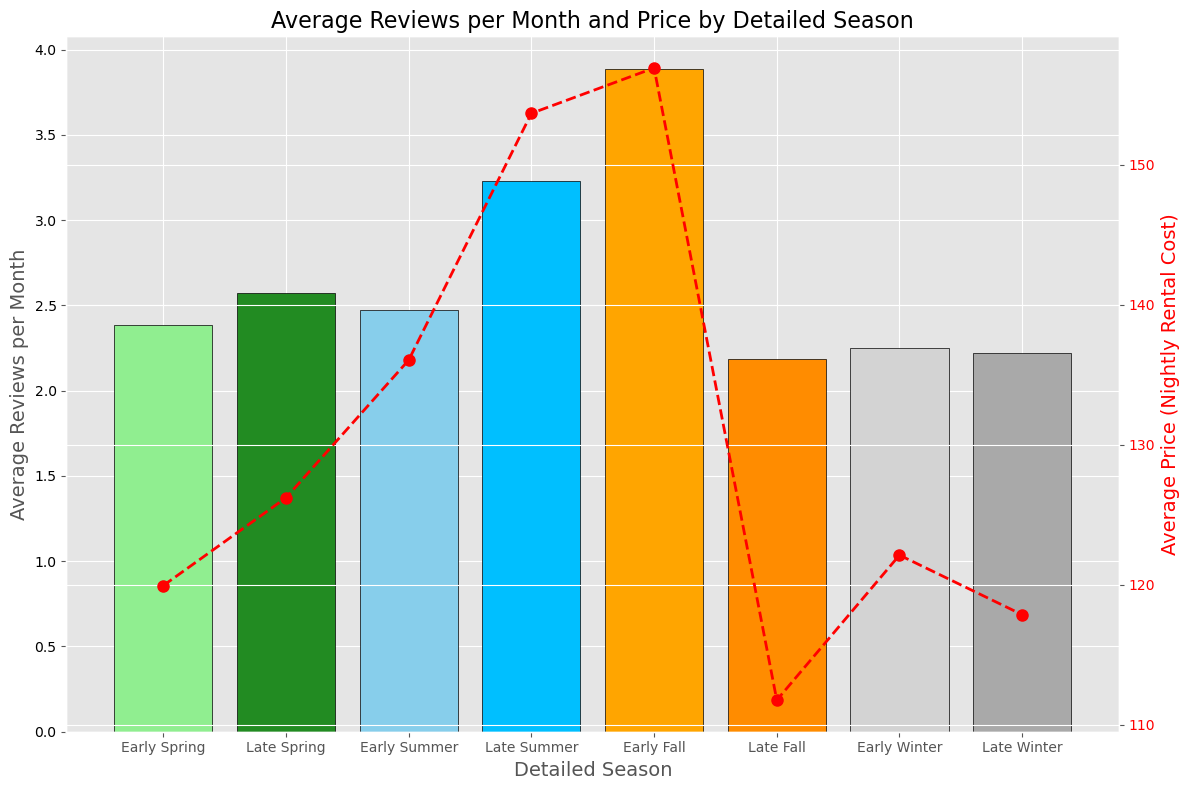 Average Reviews per Month and Price by Detailed Season
Average Reviews per Month
4.0
3.5
3.0
2.5
2.0
1.5
1.0
0.5
0.0
150
140
130
120
110
Average Price (Nightly Rental Cost)
Early Spring
Late Spring
Early Summer
Late Summer
Early Fall
Late Fall
Early Winter
Late Winter
Detailed Season